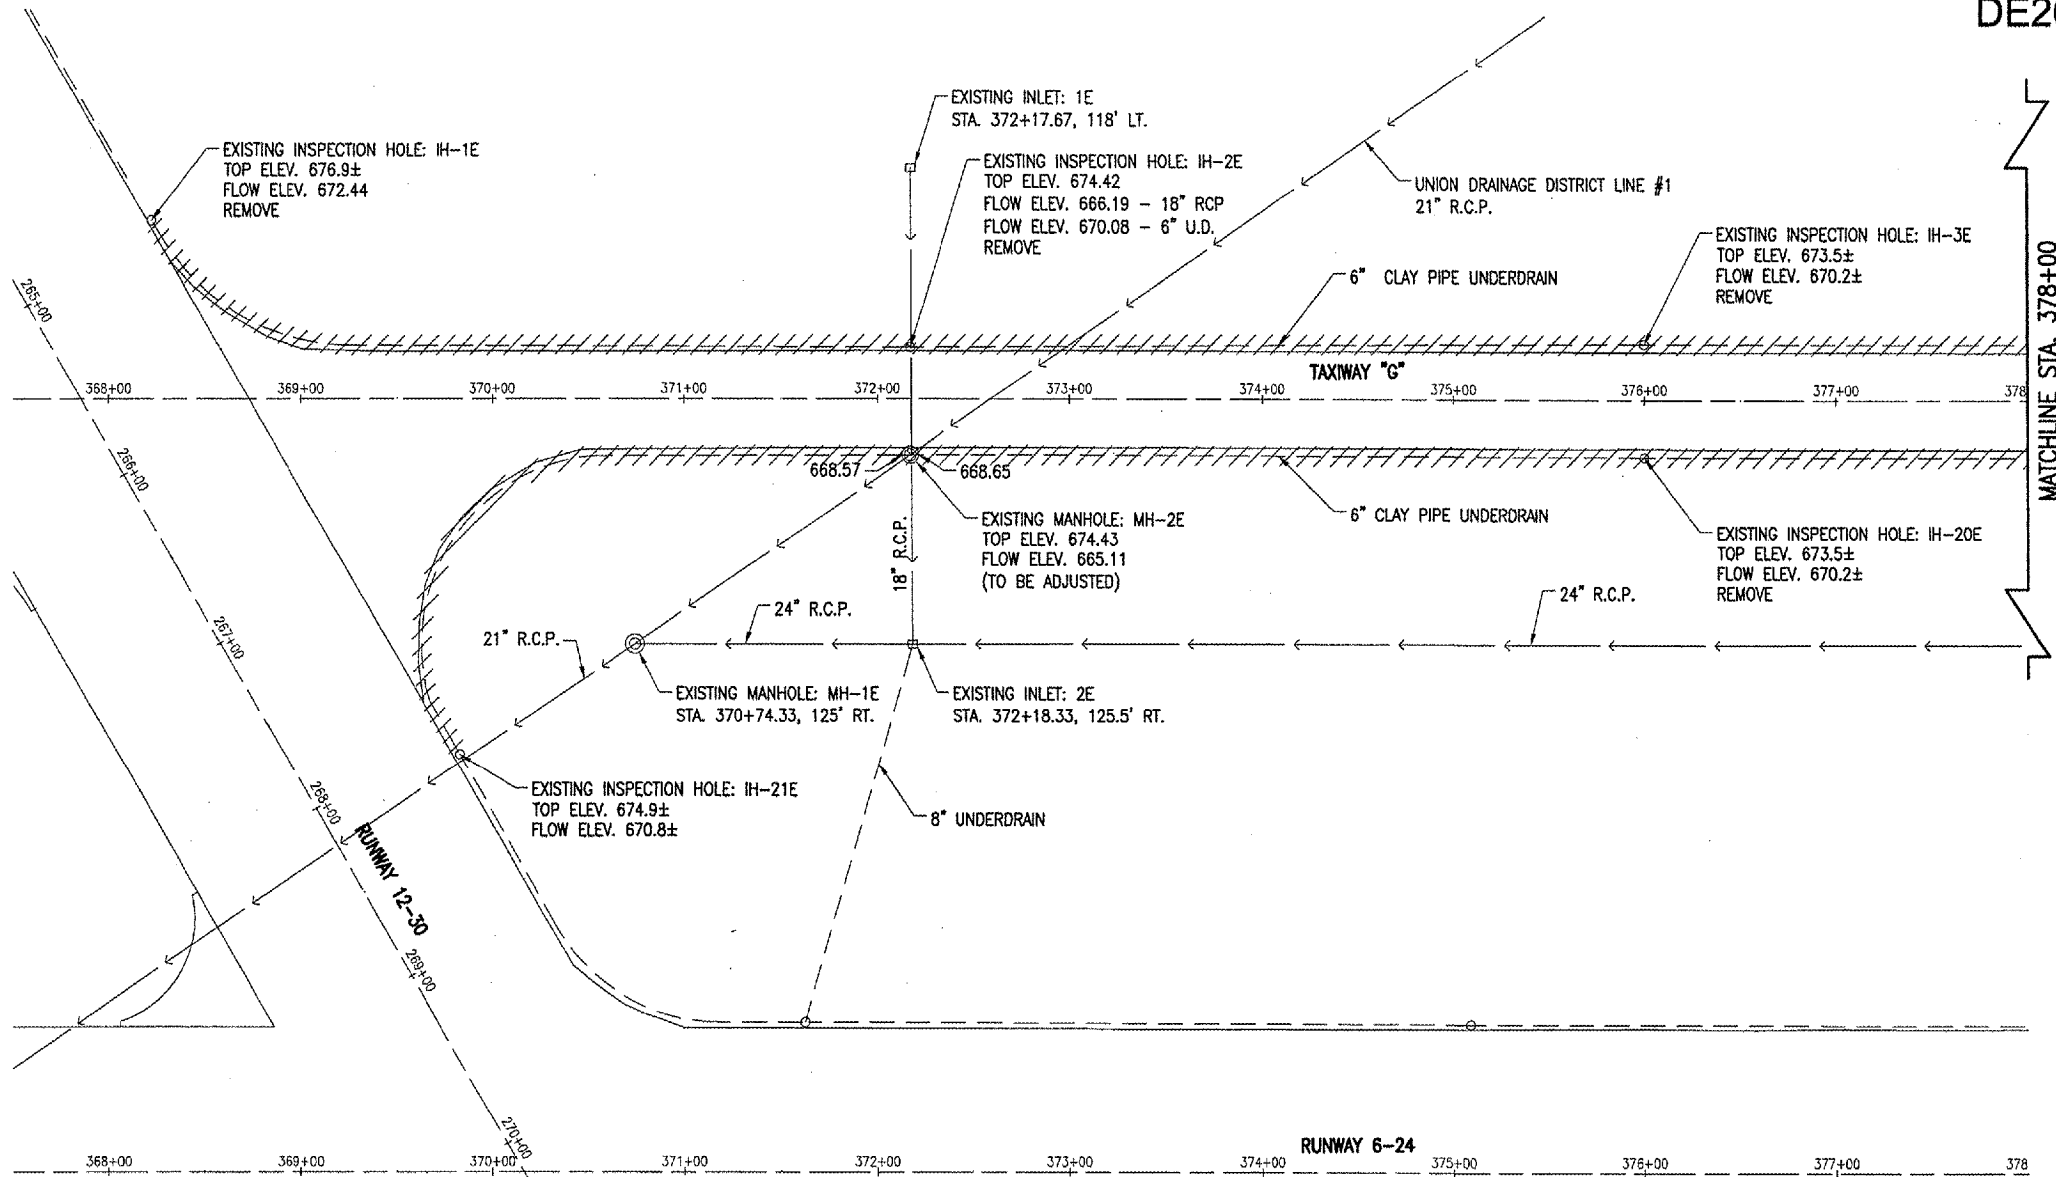 EXISTING INLET: 1E
STA. 372+17.67, 118' LT.
EXISTING INSPECTION HOLE: IH-1E
TOP ELEV. 676.9±
FLOW ELEV. 672.44
REMOVE
EXISTING INSPECTION HOLE: IH-2E
TOP ELEV. 674.42
FLOW ELEV. 666.19 - 18" RCP
FLOW ELEV. 670.08 - 6" U.D.
REMOVE
UNION DRAINAGE DISTRICT LINE #1
21" R.C.P.
EXISTING INSPECTION HOLE: IH-3E
TOP ELEV. 673.5±
FLOW ELEV. 670.2±
REMOVE
6" CLAY PIPE UNDERDRAIN
MATCHLINE STA. 378+00
TAXIWAY "G"
368+00
369+00
370+00
371+00
372+00
373+00
374+00
375+00
376+00
377+00
378
265+00
266+00
267+00
268+00
269+00
270+00
RUNWAY 12-30
668.57
668.65
18" R.C.P.
EXISTING MANHOLE: MH-2E
TOP ELEV. 674.43
FLOW ELEV. 665.11
(TO BE ADJUSTED)
6" CLAY PIPE UNDERDRAIN
EXISTING INSPECTION HOLE: IH-20E
TOP ELEV. 673.5±
FLOW ELEV. 670.2±
REMOVE
24" R.C.P.
24" R.C.P.
21" R.C.P.
EXISTING MANHOLE: MH-1E
STA. 370+74.33, 125' RT.
EXISTING INLET: 2E
STA. 372+18.33, 125.5' RT.
EXISTING INSPECTION HOLE: IH-21E
TOP ELEV. 674.9±
FLOW ELEV. 670.8±
8" UNDERDRAIN
RUNWAY 6-24
368+00
369+00
370+00
371+00
372+00
373+00
374+00
375+00
376+00
377+00
378